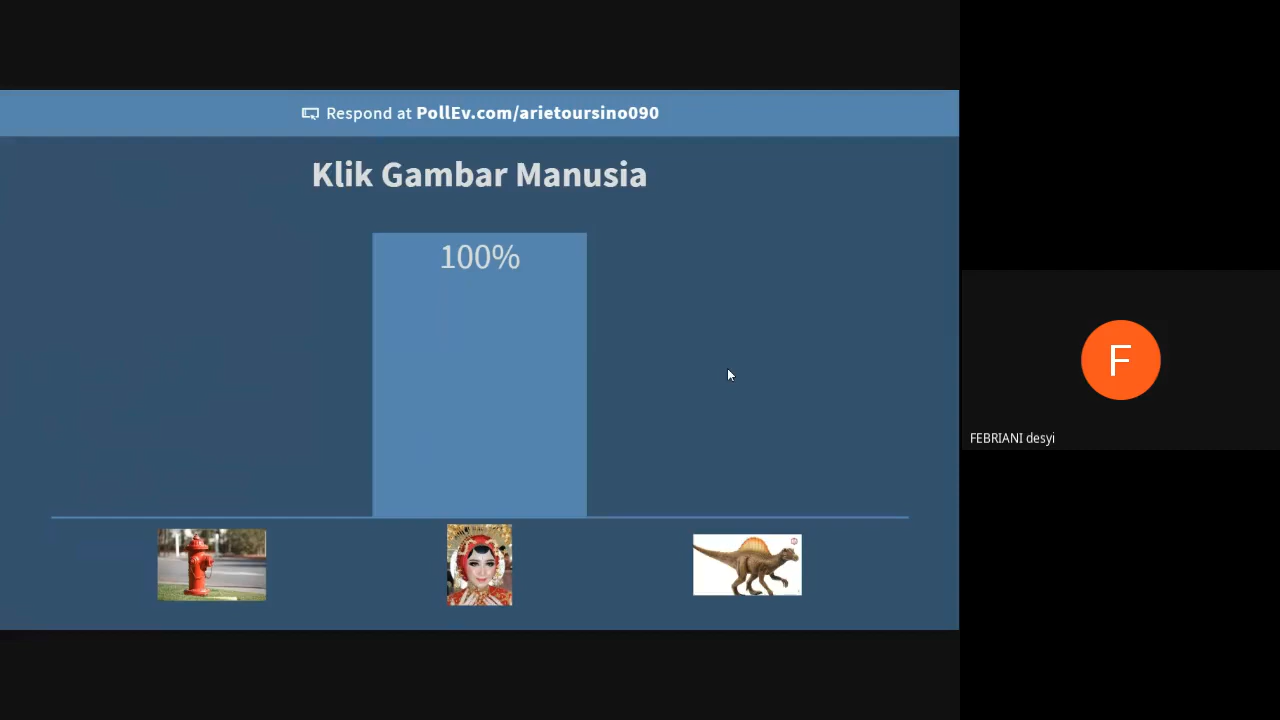 Respond at PollEv.com/arietoursino090
Klik Gambar Manusia
100%
F
FEBRIANI desyi